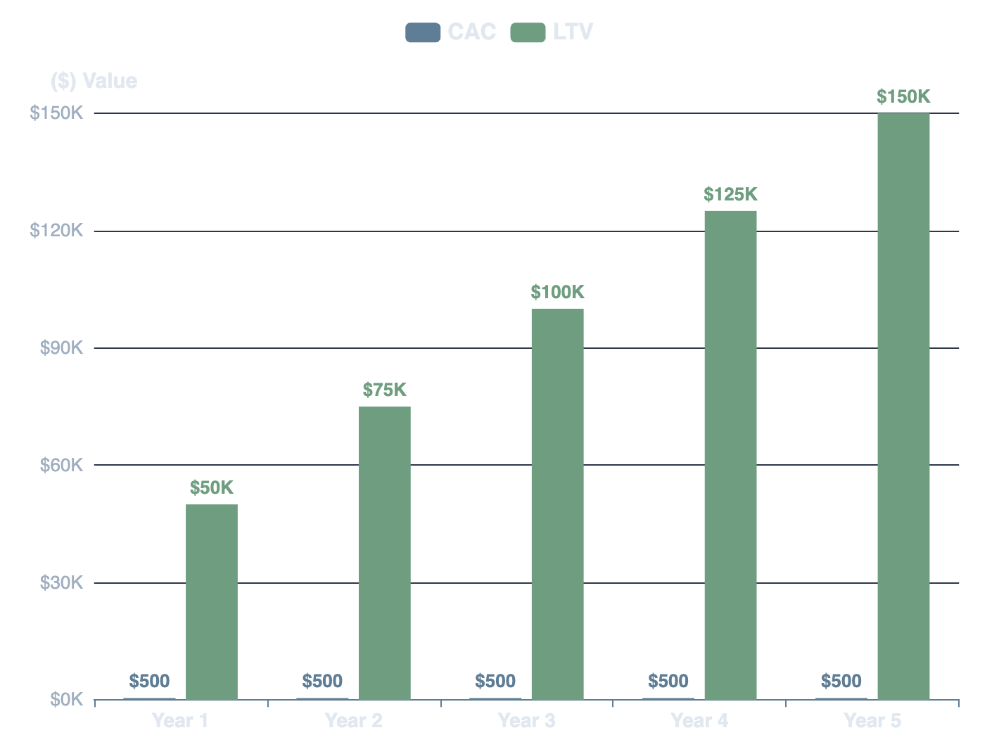 CAC LTV
($) Value
$150K
$150K
$125K
$120K
$100K
$90K
$75K
$60K
$50K
$30K
$500 $500 $500 $500 $500
$0K
Year 1 Year 2 Year 3 Year 4 Year 5